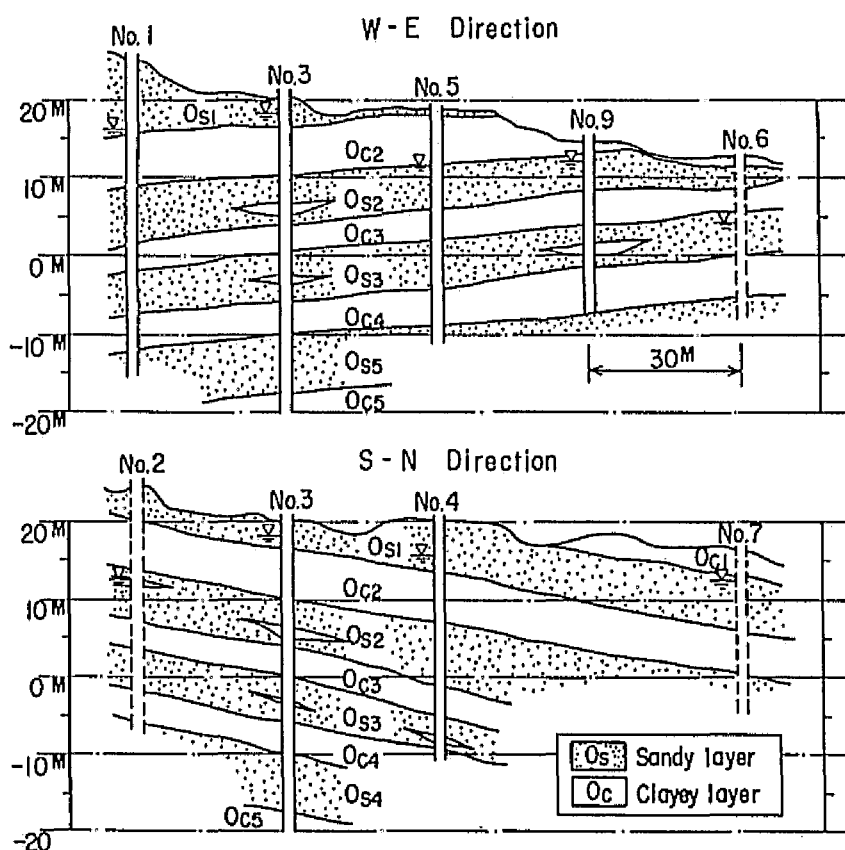 W-E Direction
No.1
No.3
No.5
No.9
No.6
20M
10M
0M
-10M
-20M
Os1
Oc2
Os2
Oc3
Os3
Oc4
Os5
Oc5
30M
S-N Direction
No.2
No.3
No.4
No.7
20M
10M
0M
-10M
-20
Os1
Oc1
Oc2
Os2
Oc3
Os3
Oc4
Os4
Oc5
Os Sandy layer
Oc Clayey layer